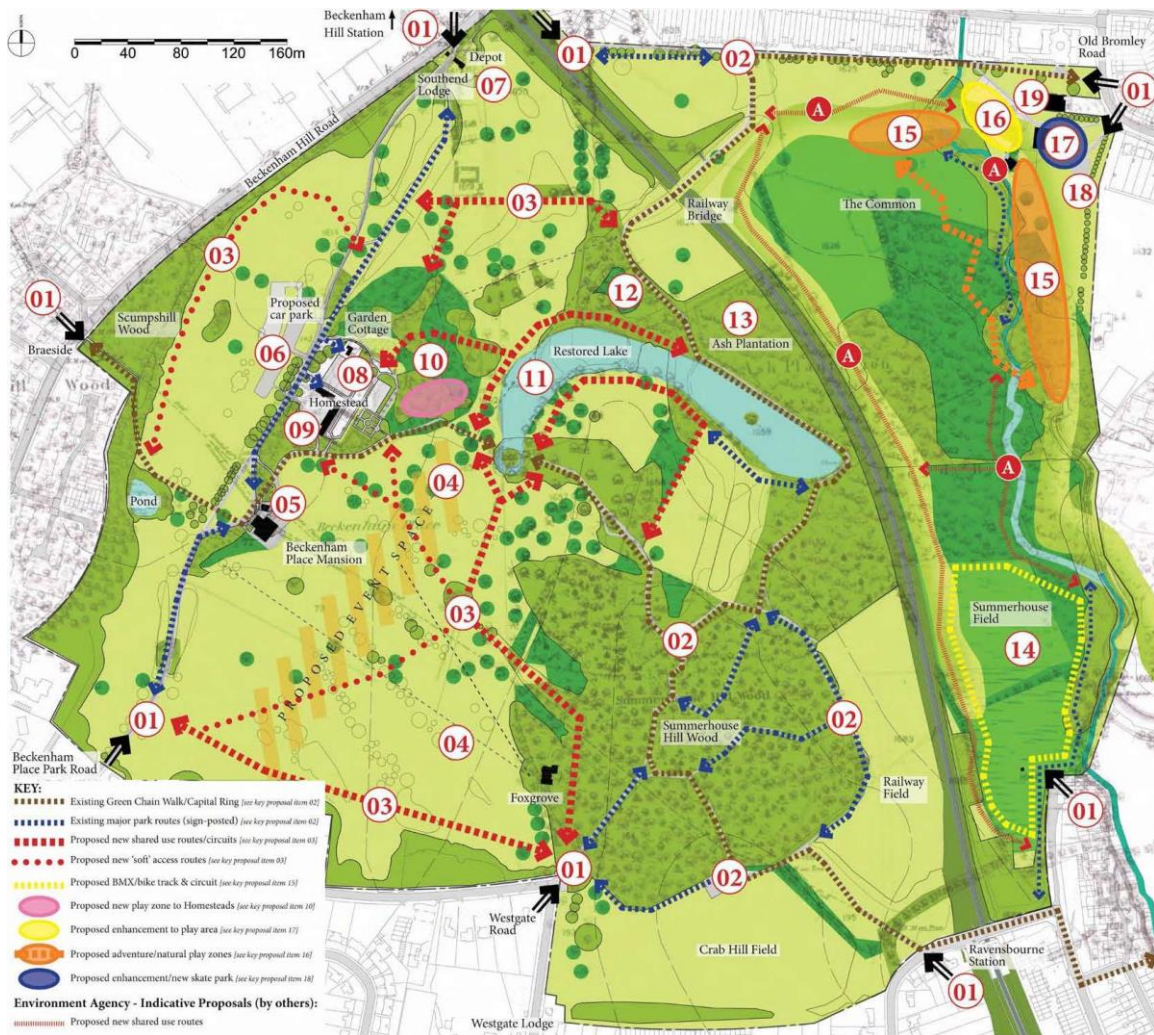 NORTH
0 40 80 120 160m
Beckenham
Hill Station
01
01
02
Old Bromley
Road
01
Depot
Southend
Lodge
07
19
16
17
A
15
A
18
Beckenham Hill Road
03
03
Railway
Bridge
The Common
15
01
Scumpshill
Wood
Proposed
car park
Garden
Cottage
12
13
Ash Plantation
Braeside
06
08
10
Restored Lake
11
A
Homestead
09
04
A
Pond
05
Beckenham
Place Mansion
PROPOSED EVENT SPACE
03
02
Summerhouse
Field
14
01
Summerhouse
Hill Wood
02
Beckenham
Place Park Road
04
Railway
Field
Foxgrove
03
01
01
02
Westgate
Road
Crab Hill Field
Ravensbourne
Station
01
Westgate Lodge
KEY:
Existing Green Chain Walk/Capital Ring [see key proposal item 02]
Existing major park routes (sign-posted) [see key proposal item 02]
Proposed new shared use routes/circuits [see key proposal item 03]
Proposed new 'soft' access routes [see key proposal item 03]
Proposed BMX/bike track & circuit [see key proposal item 15]
Proposed new play zone to Homesteads [see key proposal item 10]
Proposed enhancement to play area [see key proposal item 17]
Proposed adventure/natural play zones [see key proposal item 16]
Proposed enhancement/new skate park [see key proposal item 18]
Environment Agency - Indicative Proposals (by others):
Proposed new shared use routes